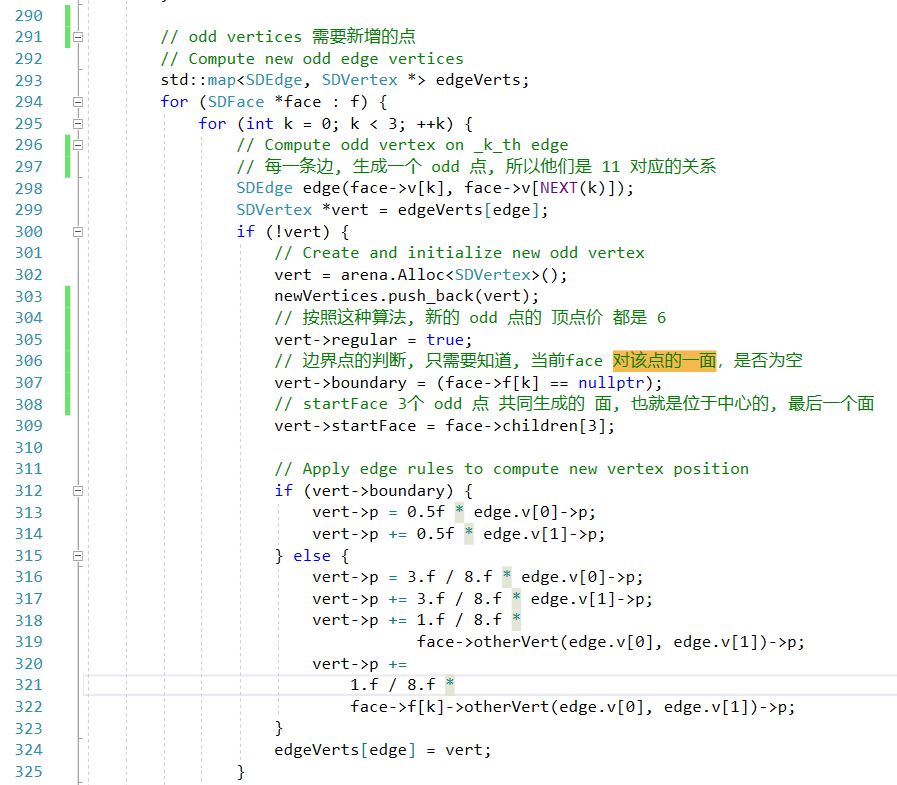 290
291 // odd vertices 需要新增的点
292 // Compute new odd edge vertices
293 std::map<SDEdge, SDVertex *> edgeVerts;
294 for (SDFace *face : f) {
295 for (int k = 0; k < 3; ++k) {
296 // Compute odd vertex on _k_th edge
297 // 每一条边, 生成一个 odd 点, 所以他们是 11 对应的关系
298 SDEdge edge(face->v[k], face->v[NEXT(k)]);
299 SDVertex *vert = edgeVerts[edge];
300 if (!vert) {
301 // Create and initialize new odd vertex
302 vert = arena.Alloc<SDVertex>();
303 newVertices.push_back(vert);
304 // 按照这种算法, 新的 odd 点的 顶点价 都是 6
305 vert->regular = true;
306 // 边界点的判断, 只需要知道, 当前face 对该点的一面, 是否为空
307 vert->boundary = (face->f[k] == nullptr);
308 // startFace 3个 odd 点 共同生成的 面, 也就是位于中心的, 最后一个面
309 vert->startFace = face->children[3];
310
311 // Apply edge rules to compute new vertex position
312 if (vert->boundary) {
313 vert->p = 0.5f * edge.v[0]->p;
314 vert->p += 0.5f * edge.v[1]->p;
315 } else {
316 vert->p = 3.f / 8.f * edge.v[0]->p;
317 vert->p += 3.f / 8.f * edge.v[1]->p;
318 vert->p += 1.f / 8.f *
319 face->otherVert(edge.v[0], edge.v[1])->p;
320 vert->p +=
321 1.f / 8.f *
322 face->f[k]->otherVert(edge.v[0], edge.v[1])->p;
323 }
324 edgeVerts[edge] = vert;
325 }